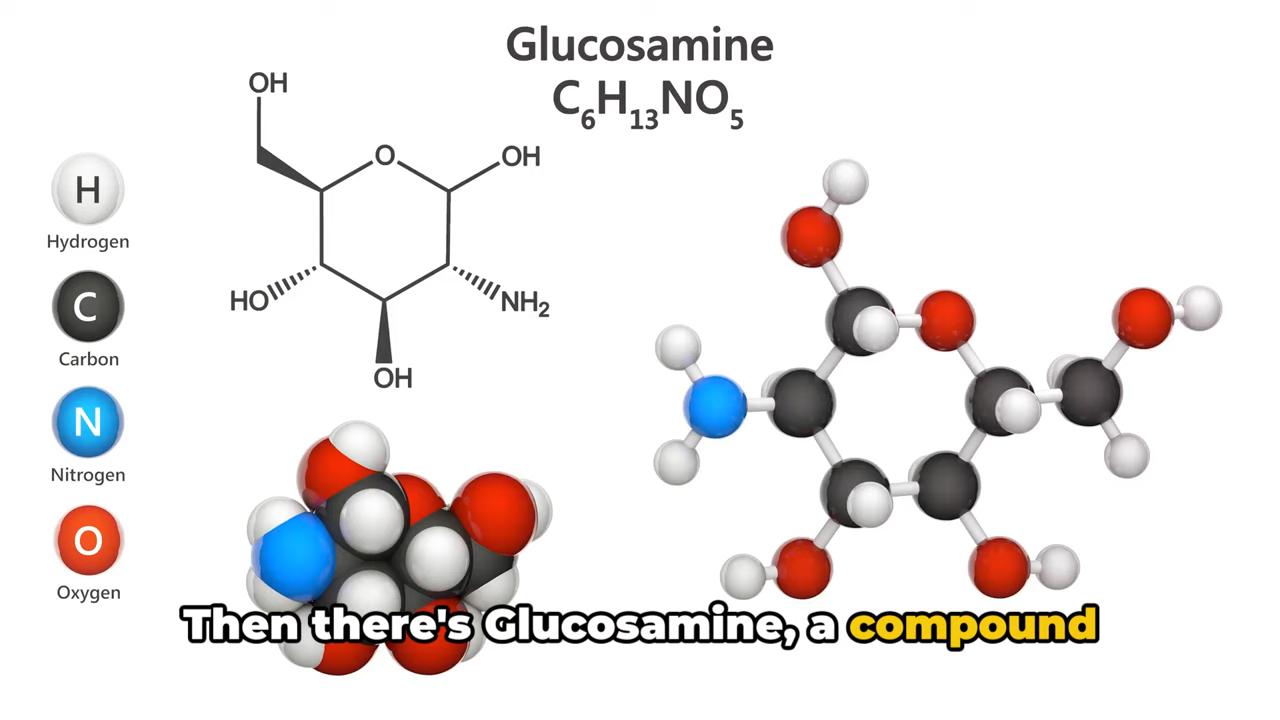 Glucosamine
C₆H₁₃NO₅
OH
O
OH
HO
NH₂
OH
H
Hydrogen
C
Carbon
N
Nitrogen
O
Oxygen
Then there's Glucosamine, a compound